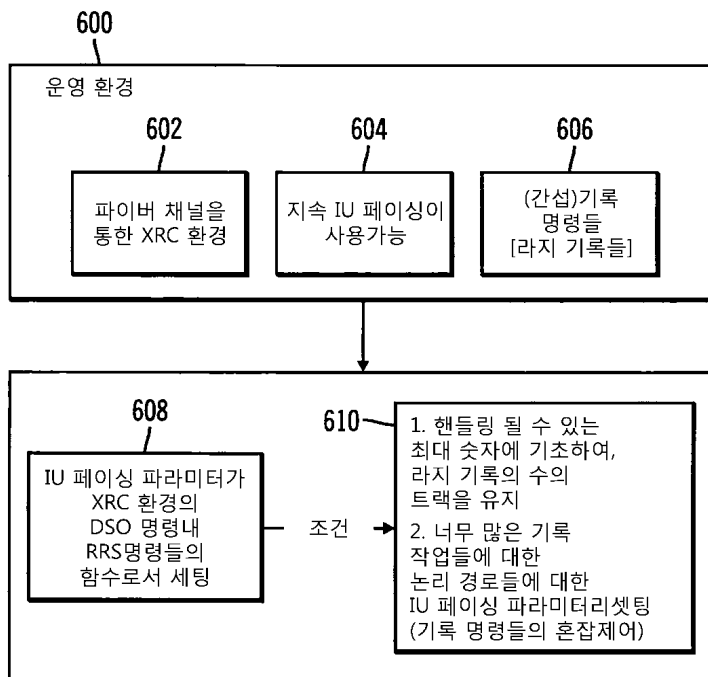 600
운영 환경
602
604
606
파이버 채널을
통한 XRC 환경
지속 IU 페이싱이
사용가능
(간섭)기록
명령들
[라지 기록들]
608
IU 페이싱 파라미터가
XRC 환경의
DSO 명령내
RRS명령들의
함수로서 세팅
조건
610
1. 핸들링 될 수 있는
최대 숫자에 기초하여,
라지 기록의 수의
트랙을 유지
2. 너무 많은 기록
작업들에 대한
논리 경로들에 대한
IU 페이싱 파라미터리셋팅
(기록 명령들의 혼잡제어)